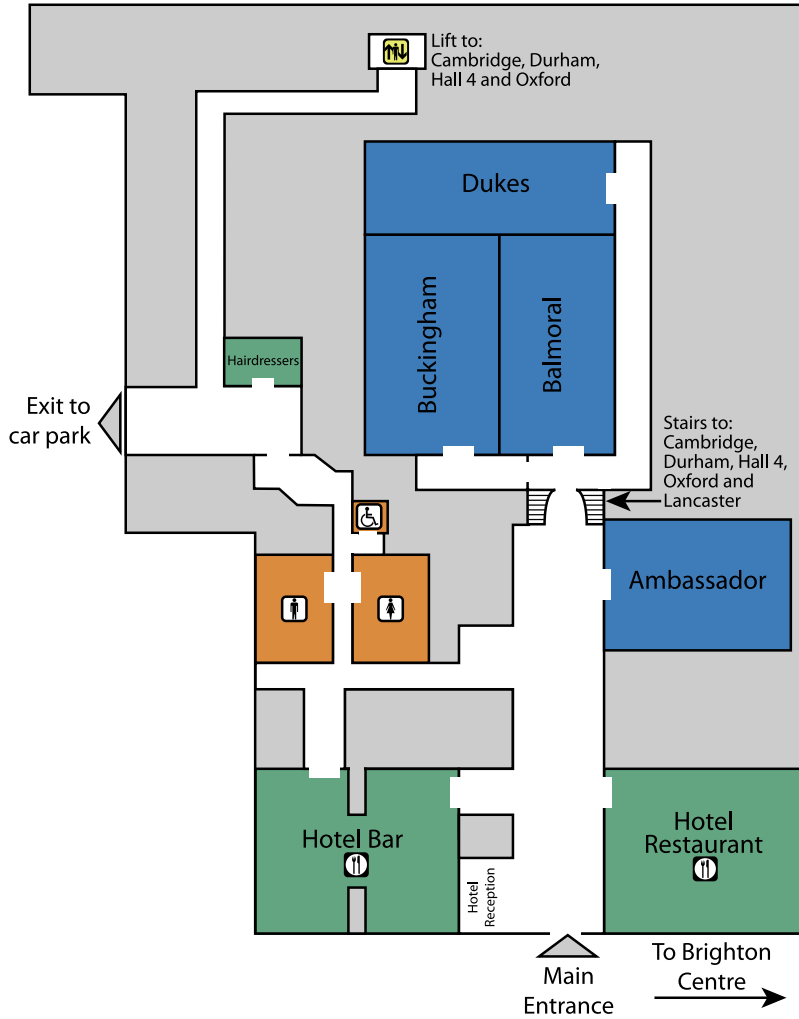 Lift to:
Cambridge, Durham,
Hall 4 and Oxford
Dukes
Buckingham
Balmoral
Hairdressers
Exit to
car park
Stairs to:
Cambridge,
Durham, Hall 4,
Oxford and
Lancaster
Ambassador
Hotel Bar
Hotel
Restaurant
Hotel
Reception
Main
Entrance
To Brighton
Centre